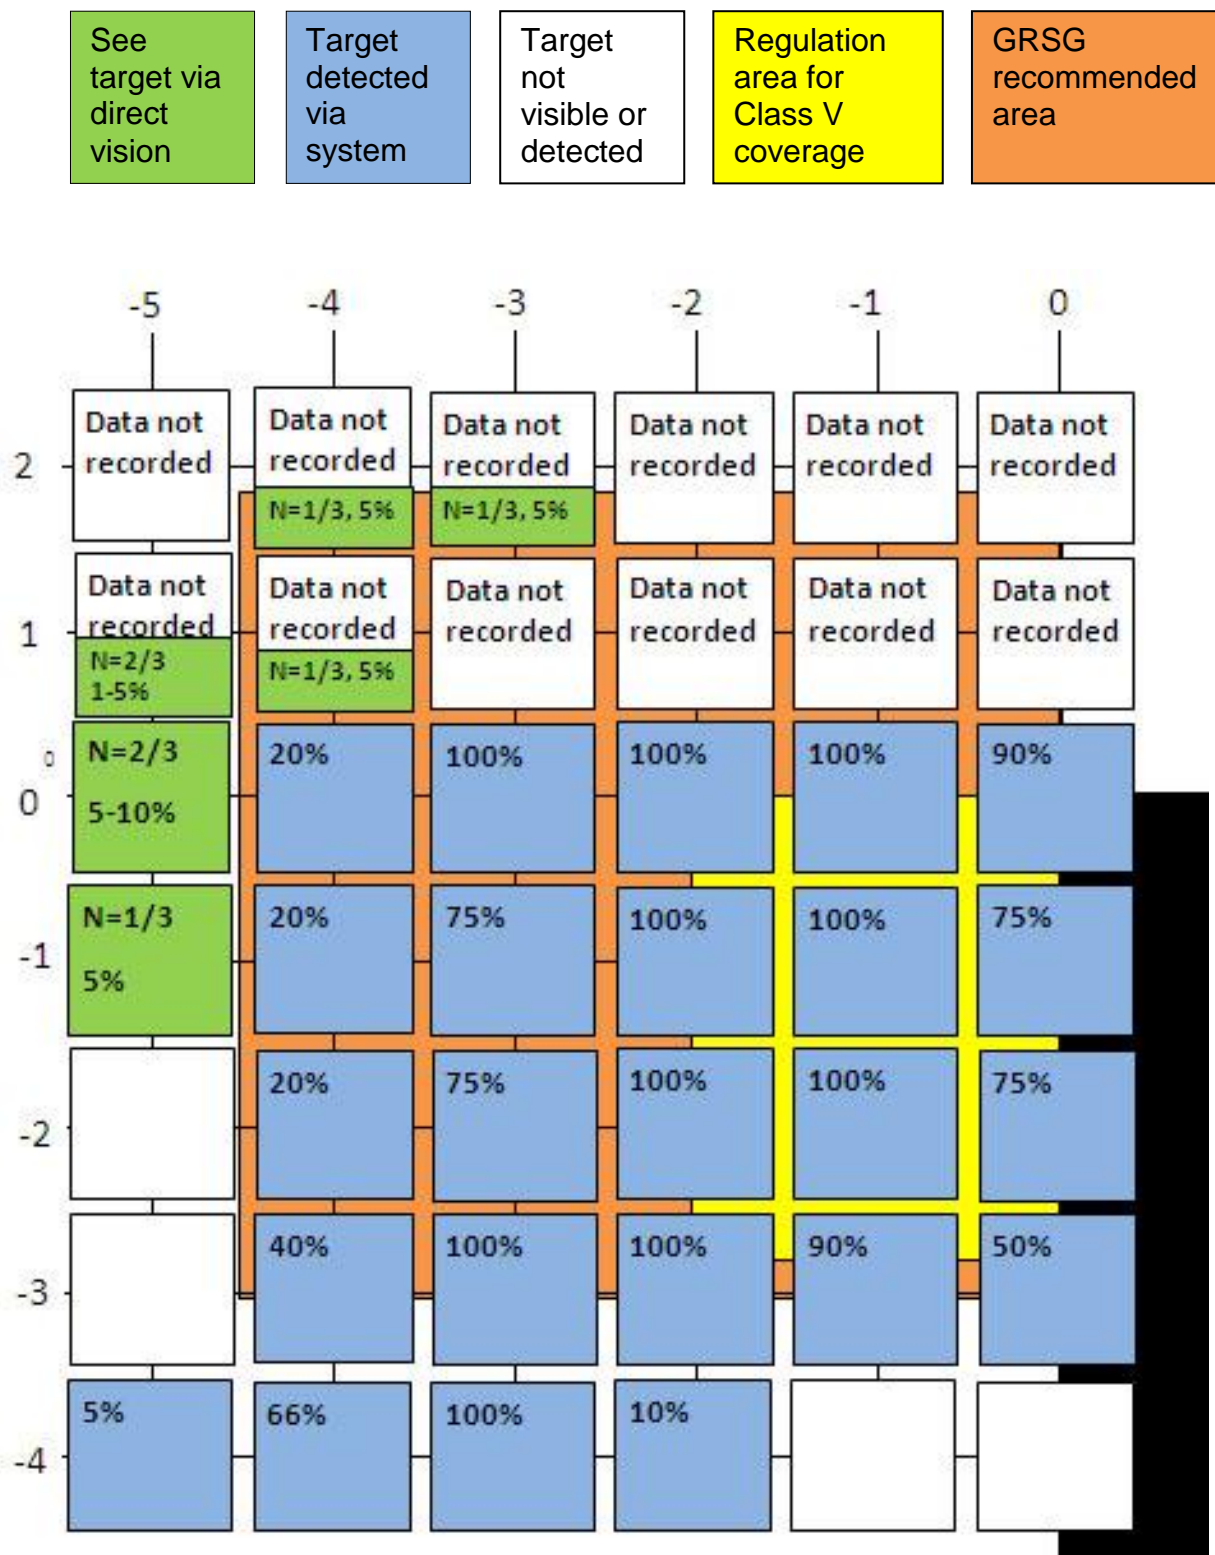 See
target via
direct
vision
Target
detected
via
system
Target
not
visible or
detected
Regulation
area for
Class V
coverage
GRSG
recommended
area
-5 -4 -3 -2 -1 0
2
Data not
recorded
Data not
recorded
N=1/3, 5%
Data not
recorded
N=1/3, 5%
Data not
recorded
Data not
recorded
Data not
recorded
1
Data not
recorded
N=2/3
1-5%
Data not
recorded
N=1/3, 5%
Data not
recorded
Data not
recorded
Data not
recorded
Data not
recorded
0
0
N=2/3
5-10%
20%
100%
100%
100%
90%
-1
N=1/3
5%
20%
75%
100%
100%
75%
-2
20%
75%
100%
100%
75%
-3
40%
100%
100%
90%
50%
-4
5%
66%
100%
10%